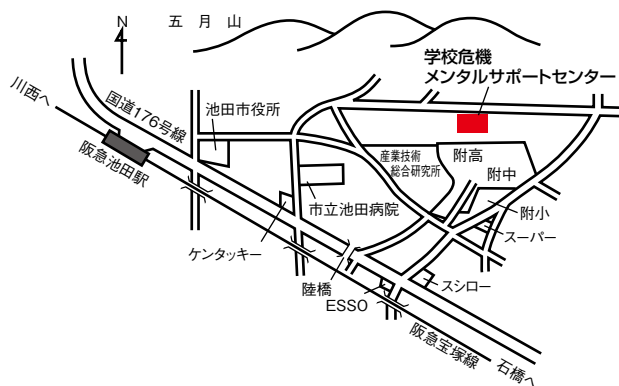 N
五月山
学校危機
メンタルサポートセンター
川西へ
国道176号線
池田市役所
阪急池田駅
産業技術
総合研究所
附高
附中
市立池田病院
附小
スーパー
ケンタッキー
陸橋
スシロー
ESSO
阪急宝塚線
石橋へ